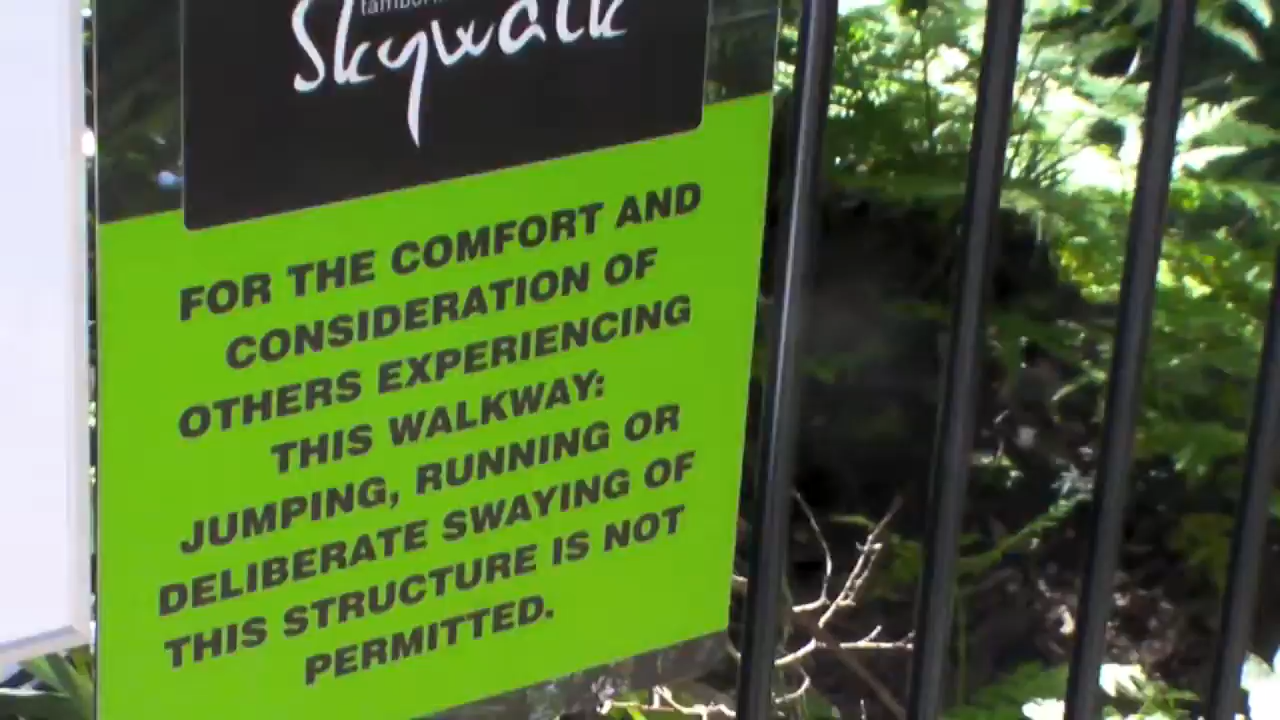 Skywalk
FOR THE COMFORT AND
CONSIDERATION OF
OTHERS EXPERIENCING
THIS WALKWAY:
JUMPING, RUNNING OR
DELIBERATE SWAYING OF
THIS STRUCTURE IS NOT
PERMITTED.